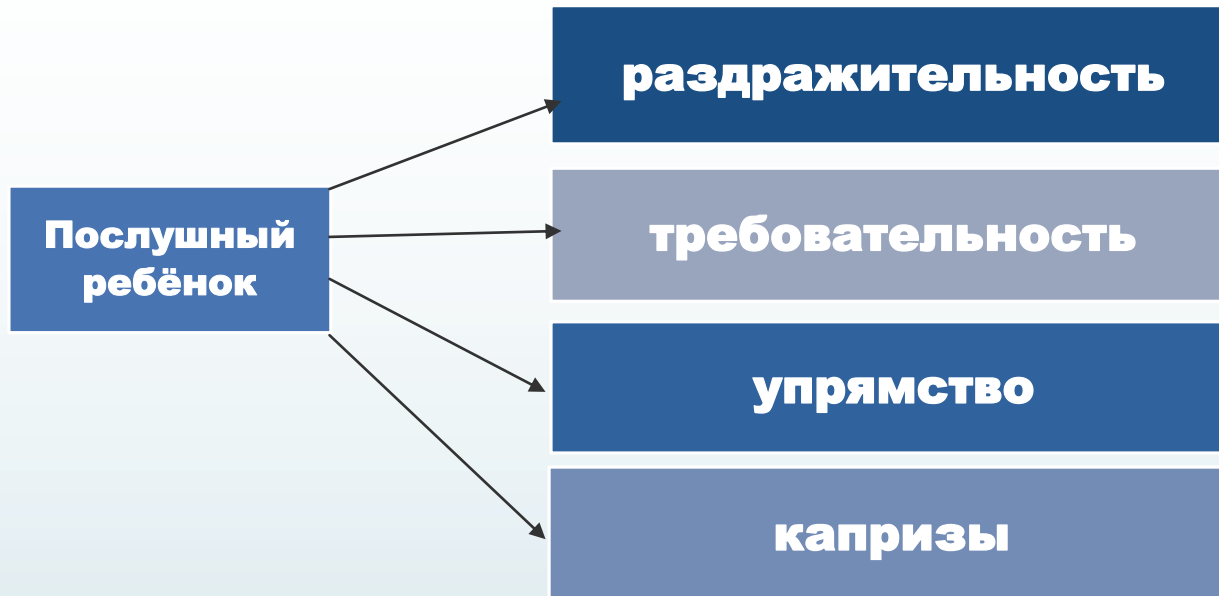 раздражительность
Послушный
ребёнок
требовательность
упрямство
капризы